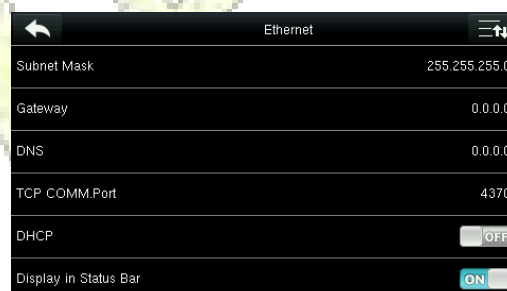 Ethernet
Subnet Mask 255.255.255.0
Gateway 0.0.0.0
DNS 0.0.0.0
TCP COMM.Port 4370
DHCP OFF
Display in Status Bar ON